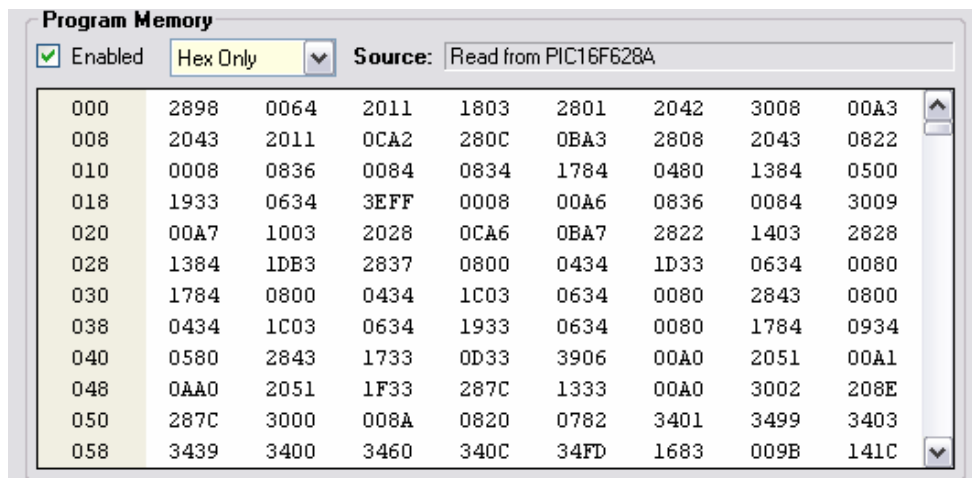 Program Memory
Enabled Hex Only Source: Read from PIC16F628A
000 2898 0064 2011 1803 2801 2042 3008 00A3
008 2043 2011 0CA2 280C 0BA3 2808 2043 0822
010 0008 0836 0084 0834 1784 0480 1384 0500
018 1933 0634 3EFF 0008 00A6 0836 0084 3009
020 00A7 1003 2028 0CA6 0BA7 2822 1403 2828
028 1384 1DB3 2837 0800 0434 1D33 0634 0080
030 1784 0800 0434 1C03 0634 0080 2843 0800
038 0434 1C03 0634 1933 0634 0080 1784 0934
040 0580 2843 1733 0D33 3906 00A0 2051 00A1
048 0AA0 2051 1F33 287C 1333 00A0 3002 208E
050 287C 3000 008A 0820 0782 3401 3499 3403
058 3439 3400 3460 340C 34FD 1683 009B 141C